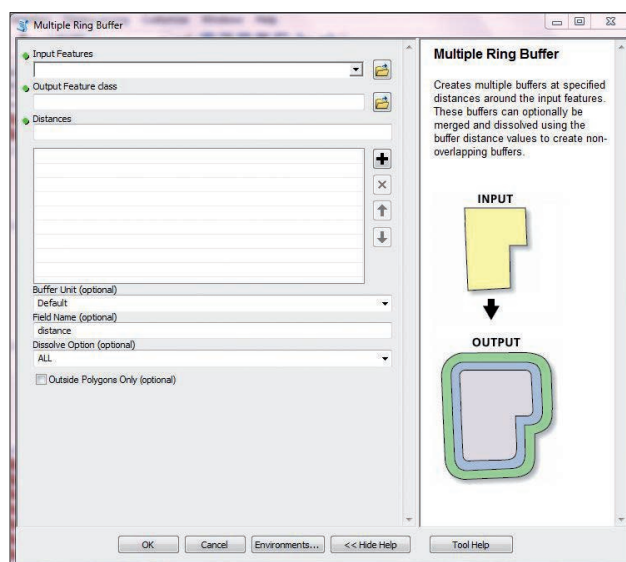 Multiple Ring Buffer
Input Features
Output Feature class
Distances
Buffer Unit (optional)
Default
Field Name (optional)
distance
Dissolve Option (optional)
ALL
Outside Polygons Only (optional)
OK
Cancel
Environments...
<< Hide Help
Tool Help
Multiple Ring Buffer
Creates multiple buffers at specified
distances around the input features.
These buffers can optionally be
merged and dissolved using the
buffer distance values to create non-
overlapping buffers.
INPUT
OUTPUT